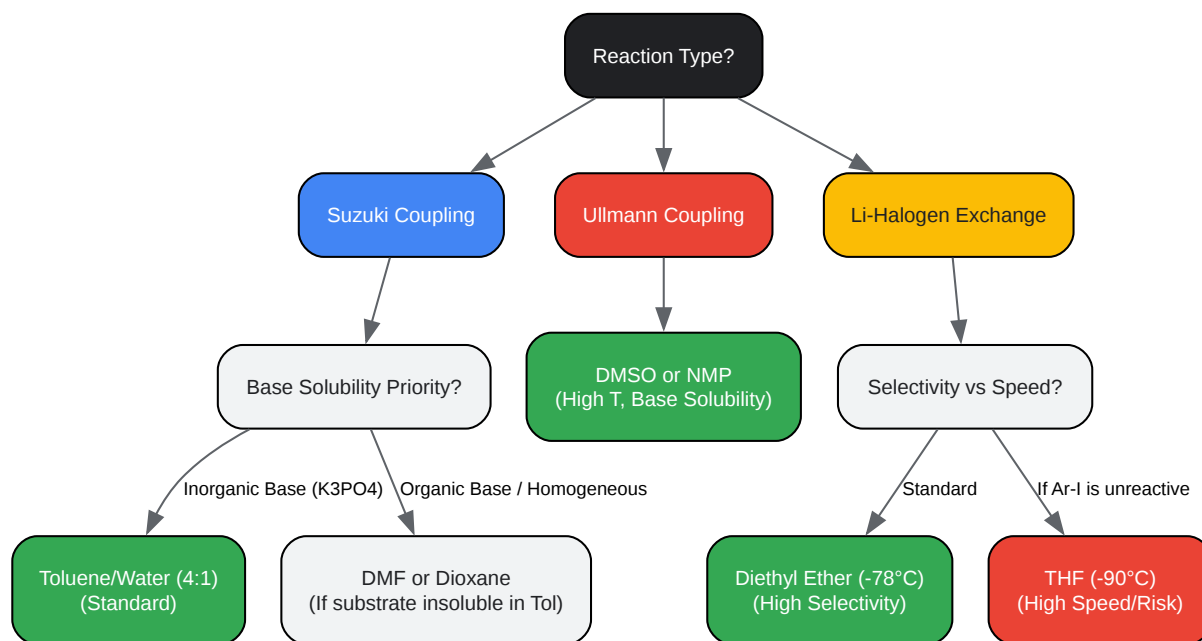 Reaction Type?
Suzuki Coupling
Ullmann Coupling
Li-Halogen Exchange
Base Solubility Priority?
DMSO or NMP
(High T, Base Solubility)
Selectivity vs Speed?
Inorganic Base (K3PO4)
Organic Base / Homogeneous
Standard
If Ar-I is unreactive
Toluene/Water (4:1)
(Standard)
DMF or Dioxane
(If substrate insoluble in Tol)
Diethyl Ether (-78°C)
(High Selectivity)
THF (-90°C)
(High Speed/Risk)